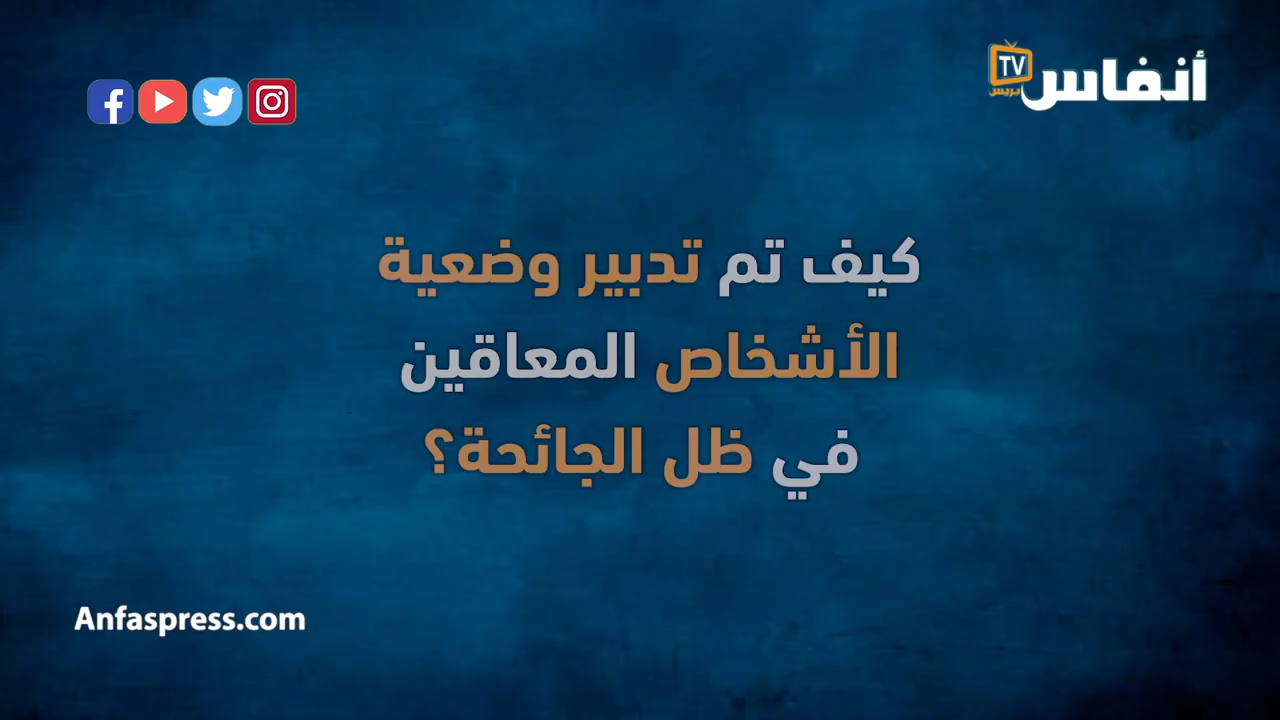 أنفاس
TV
بريس
كيف تم تدبير وضعية
الأشخاص المعاقين
في ظل الجائحة؟
Anfaspress.com